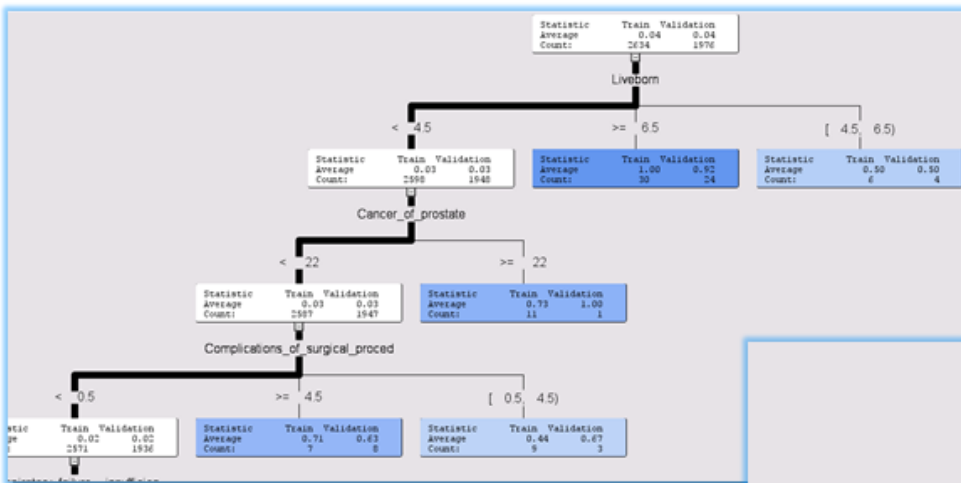 Statistic Train Validation
Average 0.04 0.04
Count: 2634 1976
Liveborn
< 4.5
>= 6.5
[ 4.5, 6.5)
Statistic Train Validation
Average 0.03 0.03
Count: 2598 1948
Statistic Train Validation
Average 1.00 0.92
Count: 30 24
Statistic Train Validation
Average 0.50 0.50
Count: 6 4
Cancer_of_prostate
< 22
>= 22
Statistic Train Validation
Average 0.03 0.03
Count: 2587 1947
Statistic Train Validation
Average 0.73 1.00
Count: 11 1
Complications_of_surgical_proced
< 0.5
>= 4.5
[ 0.5, 4.5)
stic Train Validation
ge 0.02 0.02
: 2571 1936
Statistic Train Validation
Average 0.71 0.63
Count: 7 8
Statistic Train Validation
Average 0.44 0.67
Count: 9 3